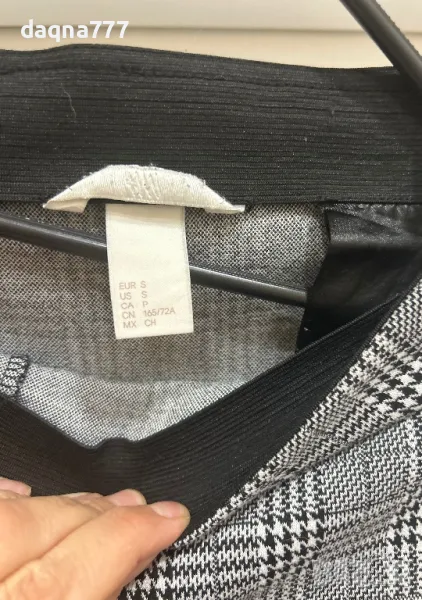 daqna777
EUR S
US S
CA P
CN 165/72A
MX CH